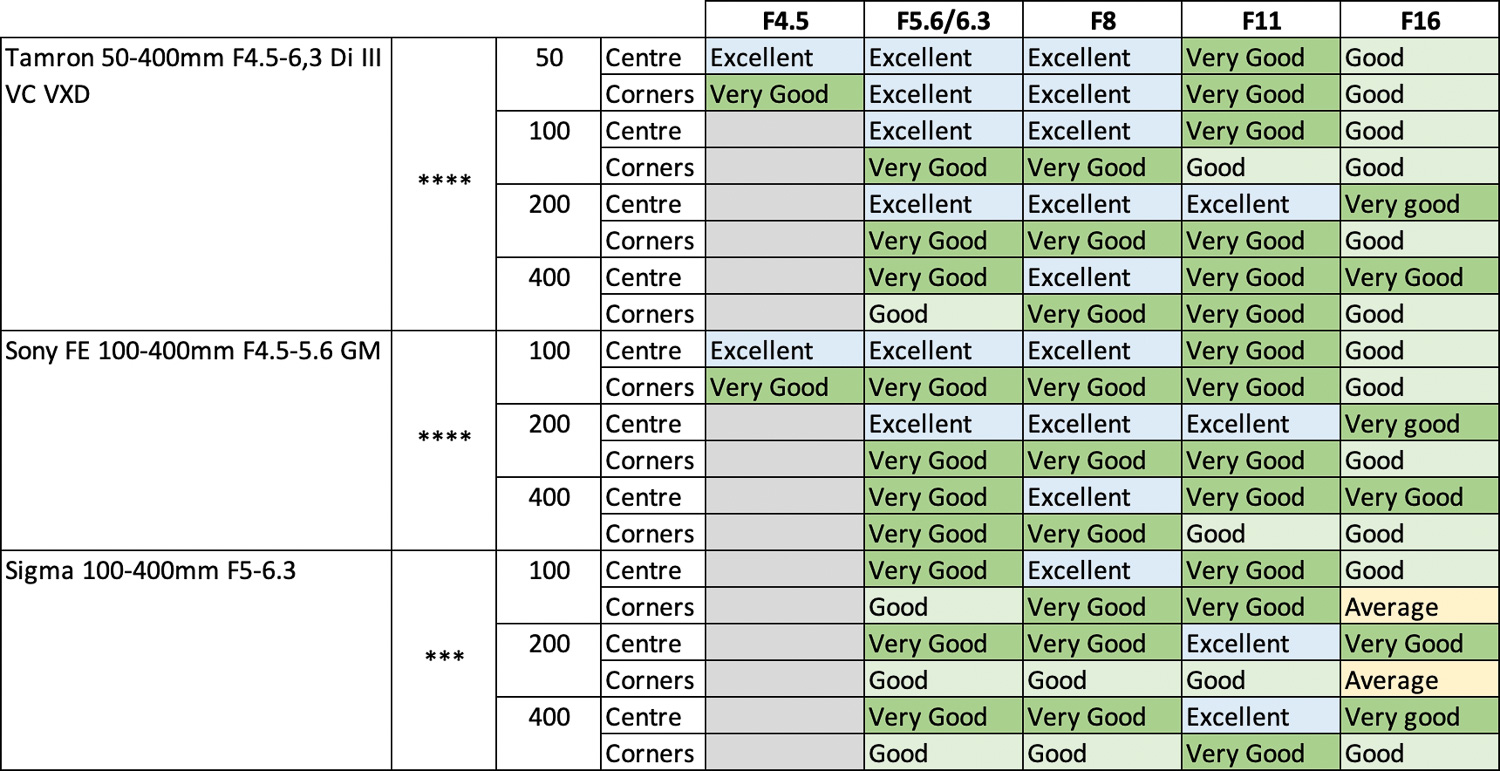 F4.5 F5.6/6.3 F8 F11 F16
Tamron 50-400mm F4.5-6,3 Di III 50 Centre Excellent Excellent Excellent Very Good Good
VC VXD Corners Very Good Excellent Excellent Very Good Good
100 Centre Excellent Excellent Very Good Good
**** Corners Very Good Very Good Good Good
200 Centre Excellent Excellent Excellent Very good
Corners Very Good Very Good Very Good Good
400 Centre Very Good Excellent Very Good Very Good
Corners Good Very Good Very Good Good
Sony FE 100-400mm F4.5-5.6 GM 100 Centre Excellent Excellent Excellent Very Good Good
Corners Very Good Very Good Very Good Very Good Good
**** 200 Centre Excellent Excellent Excellent Very good
Corners Very Good Very Good Very Good Good
400 Centre Very Good Excellent Very Good Very Good
Corners Very Good Very Good Good Good
Sigma 100-400mm F5-6.3 100 Centre Very Good Excellent Very Good Good
Corners Good Very Good Very Good Average
*** 200 Centre Very Good Very Good Excellent Very Good
Corners Good Good Good Average
400 Centre Very Good Very Good Excellent Very good
Corners Good Good Very Good Good